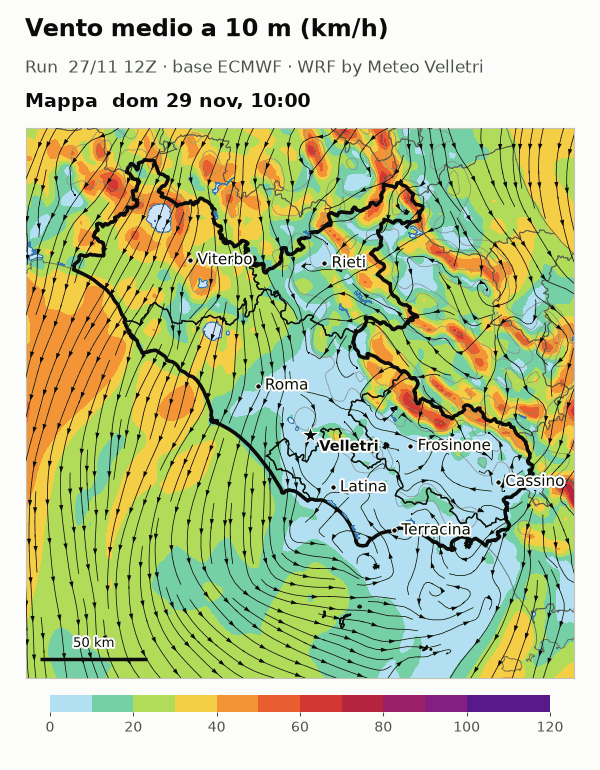 Vento medio a 10 m (km/h)
Run  27/11 12Z · base ECMWF · WRF by Meteo Velletri
Mappa  dom 29 nov, 10:00
Viterbo
Rieti
Roma
Velletri
Frosinone
Cassino
Latina
Terracina
50 km
0 20 40 60 80 100 120